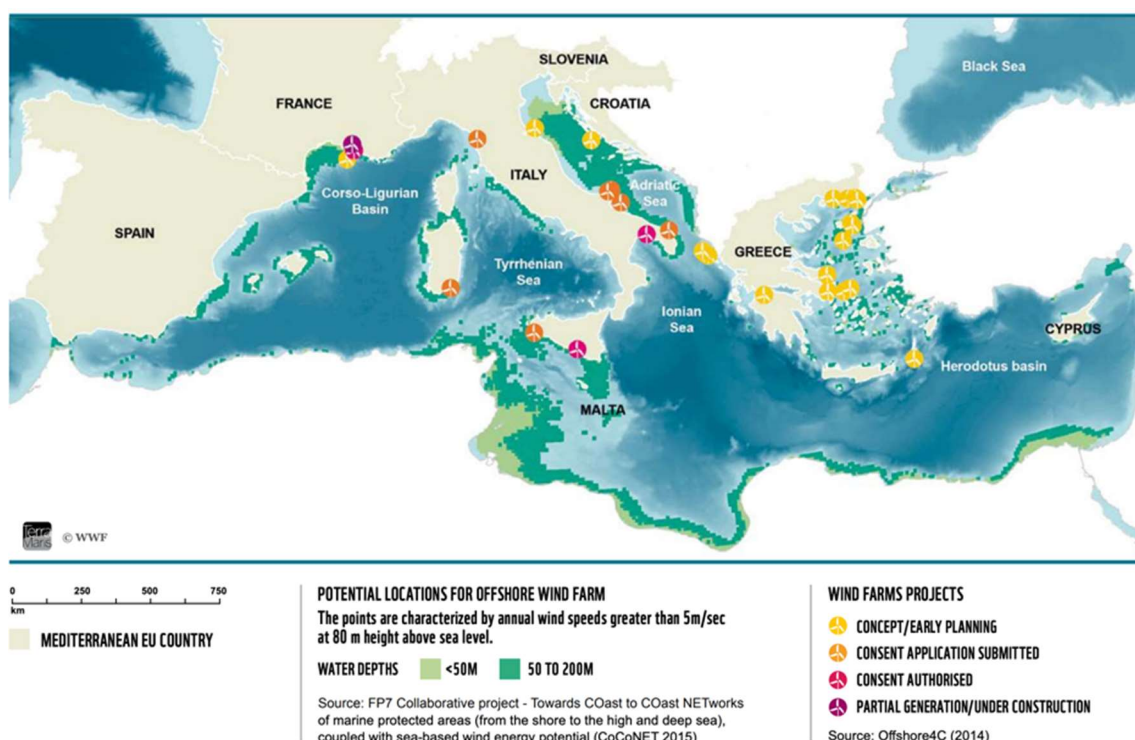 SLOVENIA
Black Sea
FRANCE
CROATIA
ITALY
Adriatic
Sea
Corso-Ligurian
Basin
SPAIN
GREECE
Tyrrhenian
Sea
Ionian
Sea
CYPRUS
Herodotus basin
MALTA
Terr
Maris
© WWF
0 250 500 750
km
MEDITERRANEAN EU COUNTRY
POTENTIAL LOCATIONS FOR OFFSHORE WIND FARM
The points are characterized by annual wind speeds greater than 5m/sec
at 80 m height above sea level.
WATER DEPTHS <50M 50 TO 200M
Source: FP7 Collaborative project - Towards COast to COast NETworks
of marine protected areas (from the shore to the high and deep sea),
coupled with sea-based wind energy potential (CoCoNET 2015)
WIND FARMS PROJECTS
CONCEPT/EARLY PLANNING
CONSENT APPLICATION SUBMITTED
CONSENT AUTHORISED
PARTIAL GENERATION/UNDER CONSTRUCTION
Source: Offshore4C (2014)